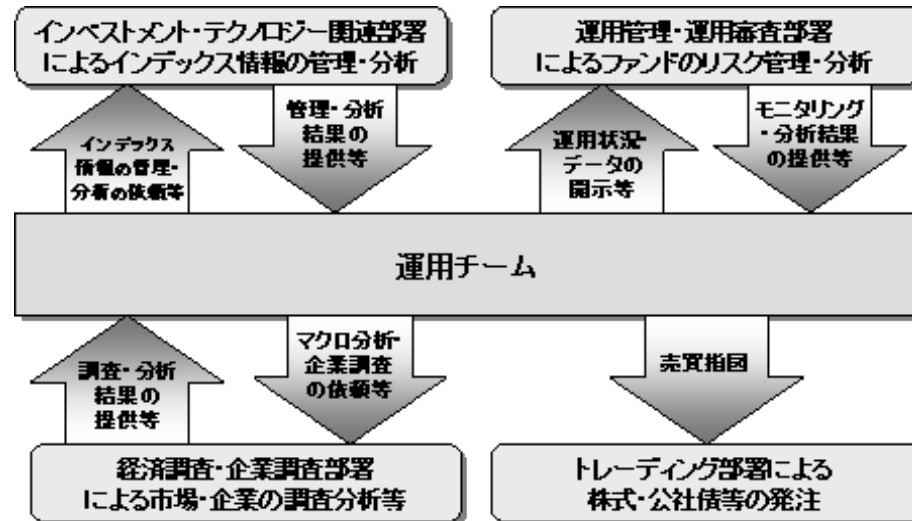 インベストメント・テクノロジー関連部署
によるインデックス情報の管理・分析
運用管理・運用審査部署
によるファンドのリスク管理・分析
インデックス
情報の管理・
分析の依頼等
管理・分析
結果の
提供等
運用状況・
データの
開示等
モニタリング
・分析結果
の提供等
運用チーム
調査・分析
結果の
提供等
マクロ分析・
企業調査
の依頼等
売買指図
経済調査・企業調査部署
による市場・企業の調査分析等
トレーディング部署による
株式・公社債等の発注